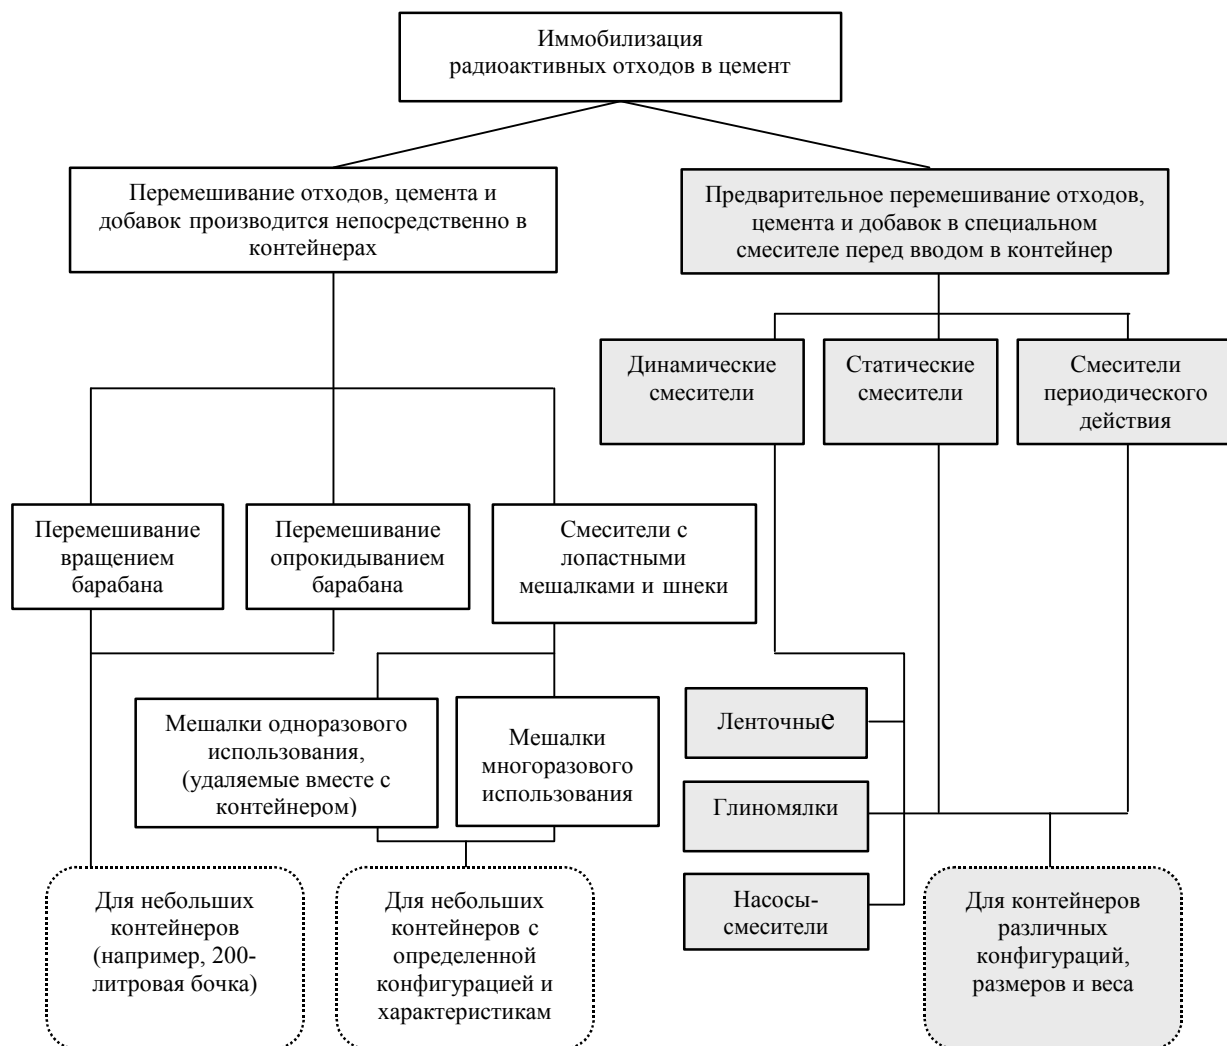 Иммобилизация
радиоактивных отходов в цемент
Перемешивание отходов, цемента и
добавок производится непосредственно в
контейнерах
Предварительное перемешивание отходов,
цемента и добавок в специальном
смесителе перед вводом в контейнер
Динамические
смесители
Статические
смесители
Смесители
периодического
действия
Перемешивание
вращением
барабана
Перемешивание
опрокидыванием
барабана
Смесители с
лопастными
мешалками и шнеки
Мешалки одноразового
использования,
(удаляемые вместе с
контейнером)
Мешалки
многоразового
использования
Ленточные
Глиномялки
Насосы-
смесители
Для небольших
контейнеров
(например, 200-
литровая бочка)
Для небольших
контейнеров с
определенной
конфигурацией и
характеристикам
Для контейнеров
различных
конфигураций,
размеров и веса